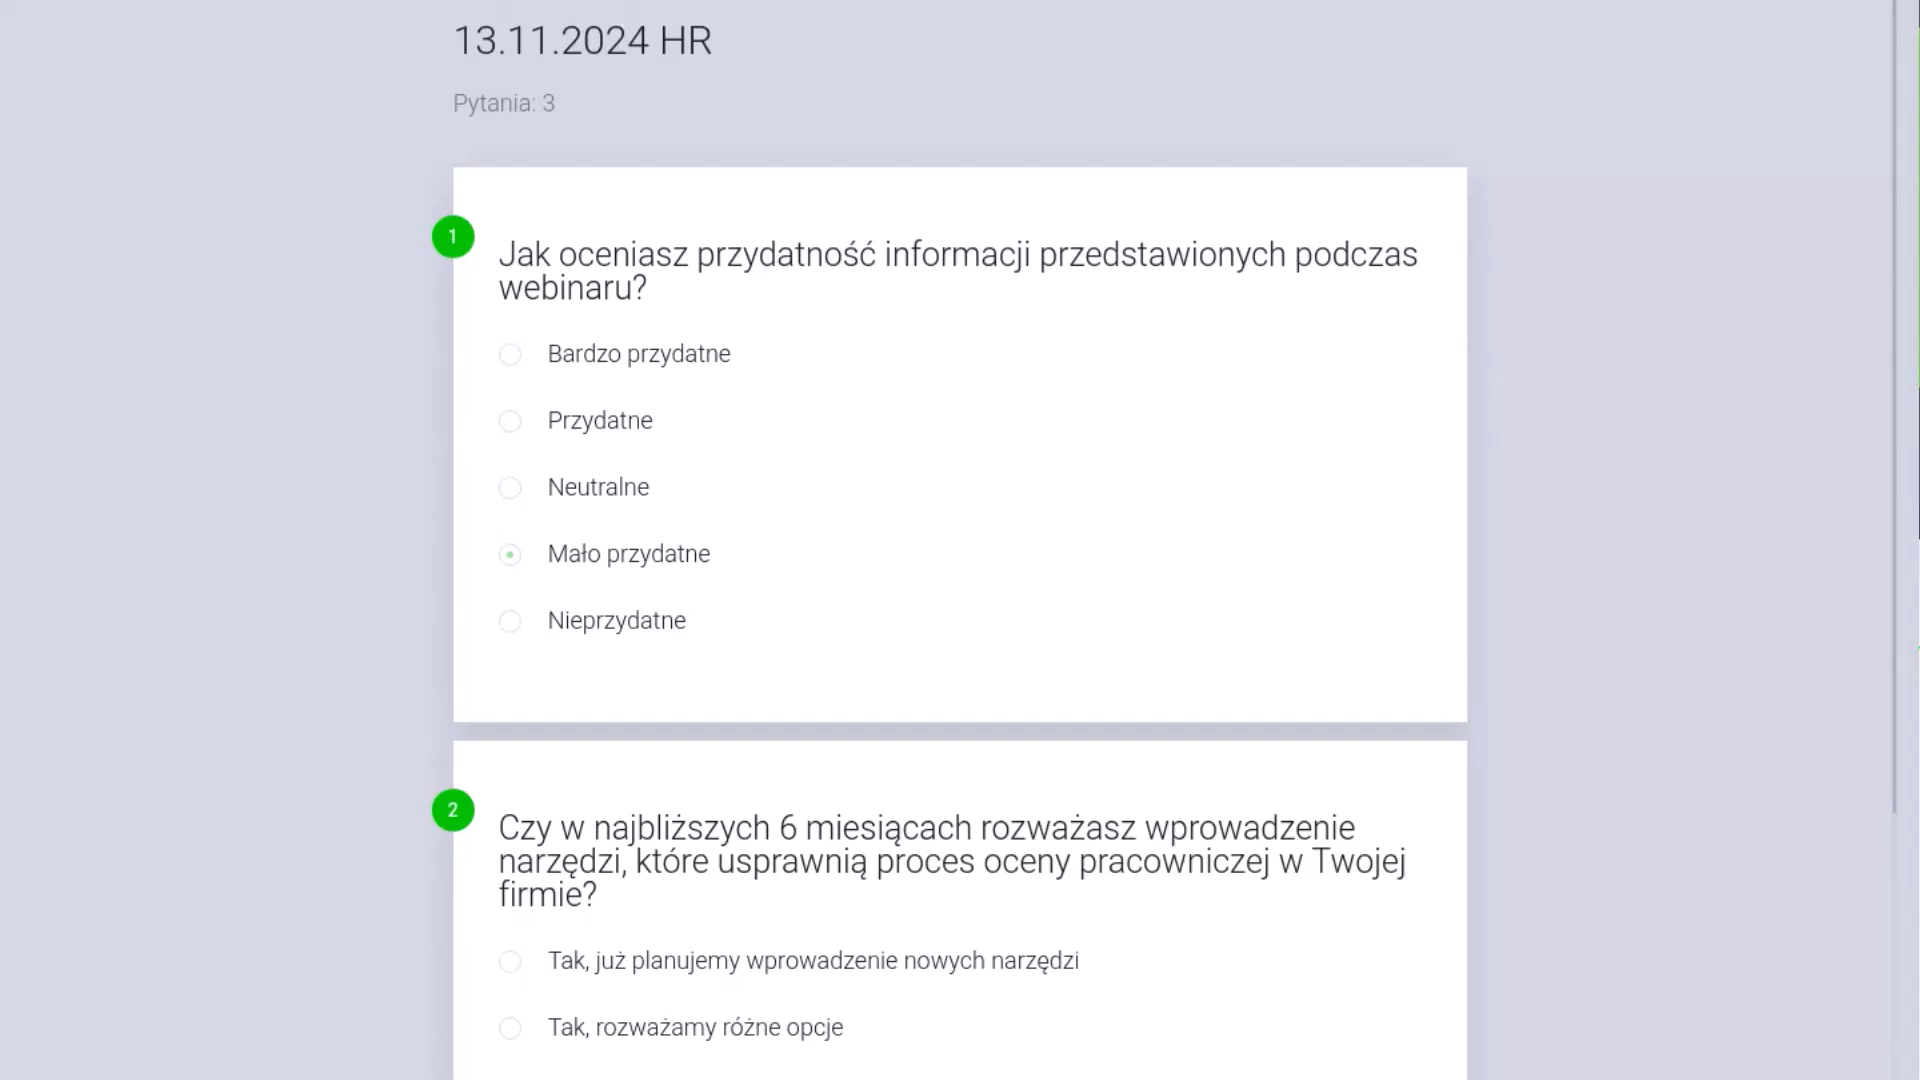 13.11.2024 HR
Pytania: 3
1
Jak oceniasz przydatność informacji przedstawionych podczas
webinaru?
Bardzo przydatne
Przydatne
Neutralne
Mało przydatne
Nieprzydatne
2
Czy w najbliższych 6 miesiącach rozważasz wprowadzenie
narzędzi, które usprawnią proces oceny pracowniczej w Twojej
firmie?
Tak, już planujemy wprowadzenie nowych narzędzi
Tak, rozważamy różne opcje